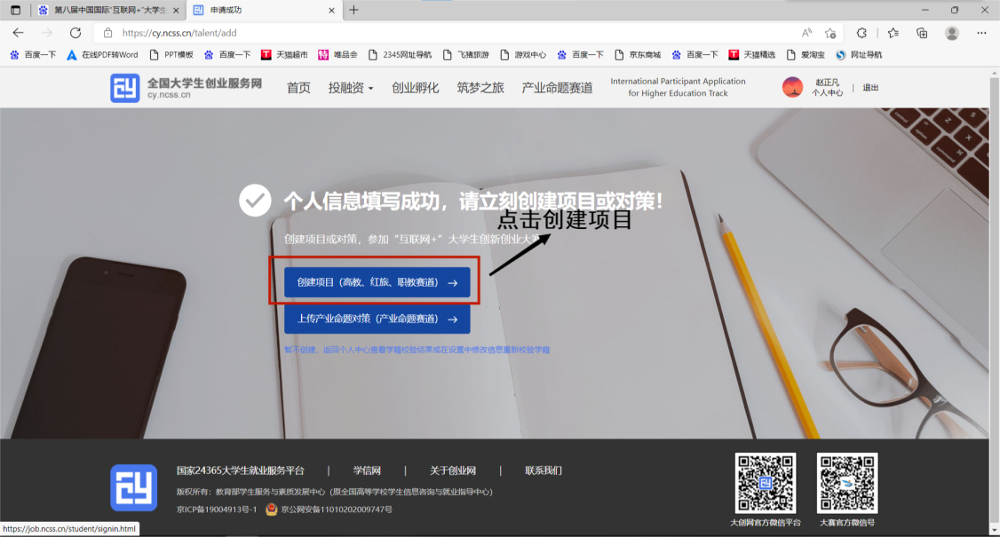 第八届中国国际"互联网+"大学生
申请成功
https://cy.ncss.cn/talent/add
百度一下 在线PDF转Word PPT模板 百度一下 天猫超市 唯品会 2345网址导航 飞猪旅游 游戏中心 百度一下 京东商城 百度一下 天猫精选 爱淘宝 网址导航
全国大学生创业服务网
cy.ncss.cn
首页 投融资 创业孵化 筑梦之旅 产业命题赛道
International Participant Application
for Higher Education Track
赵正凡
个人中心 | 退出
个人信息填写成功，请立刻创建项目或对策！
点击创建项目
创建项目或对策，参加“互联网+”大学生创新创业大赛
创建项目（高教、红旅、职教赛道） →
上传产业命题对策（产业命题赛道） →
暂不创建，返回个人中心查看学籍校验结果或在设置中修改信息重新校验学籍
国家24365大学生就业服务平台 | 学信网 | 关于创业网 | 联系我们
版权所有：教育部学生服务与素质发展中心（原全国高等学校学生信息咨询与就业指导中心）
京ICP备19004913号-1 京公网安备11010202009747号
大创网官方微信平台 大赛官方微信号
https://job.ncss.cn/student/signin.html